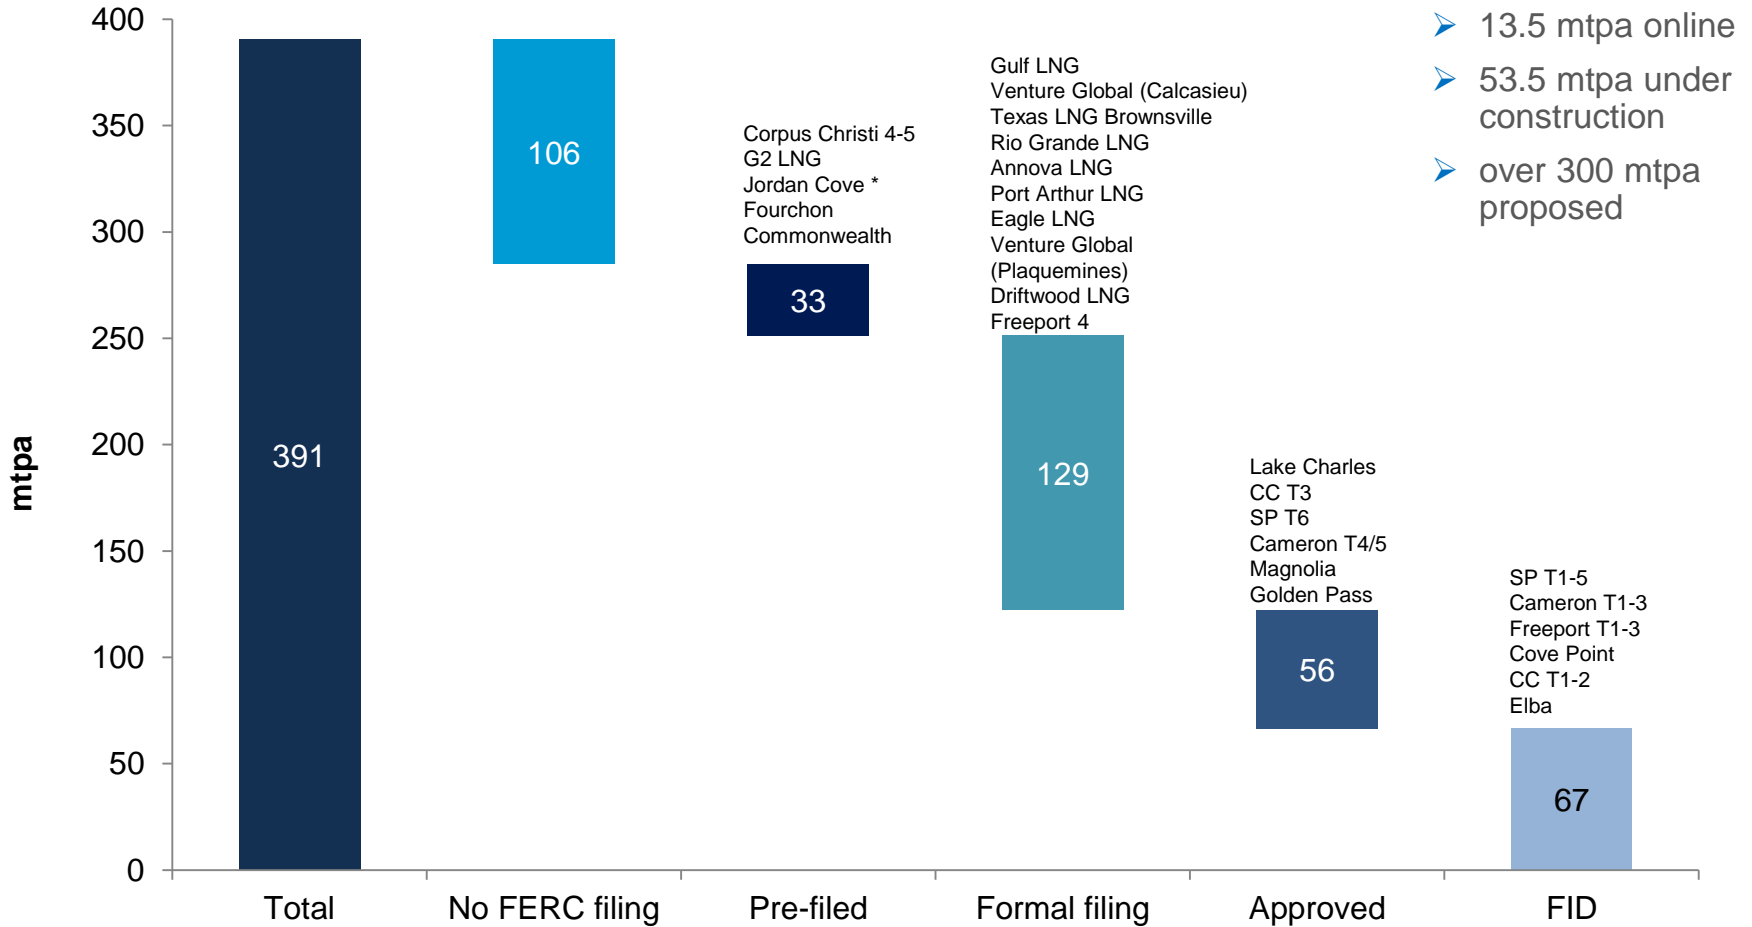 400
350
300
250
200
150
100
50
0
mtpa
391
106
Corpus Christi 4-5
G2 LNG
Jordan Cove *
Fourchon
Commonwealth
33
Gulf LNG
Venture Global (Calcasieu)
Texas LNG Brownsville
Rio Grande LNG
Annova LNG
Port Arthur LNG
Eagle LNG
Venture Global
(Plaquemines)
Driftwood LNG
Freeport 4
129
Lake Charles
CC T3
SP T6
Cameron T4/5
Magnolia
Golden Pass
56
SP T1-5
Cameron T1-3
Freeport T1-3
Cove Point
CC T1-2
Elba
67
➢ 13.5 mtpa online
➢ 53.5 mtpa under
construction
➢ over 300 mtpa
proposed
Total
No FERC filing
Pre-filed
Formal filing
Approved
FID